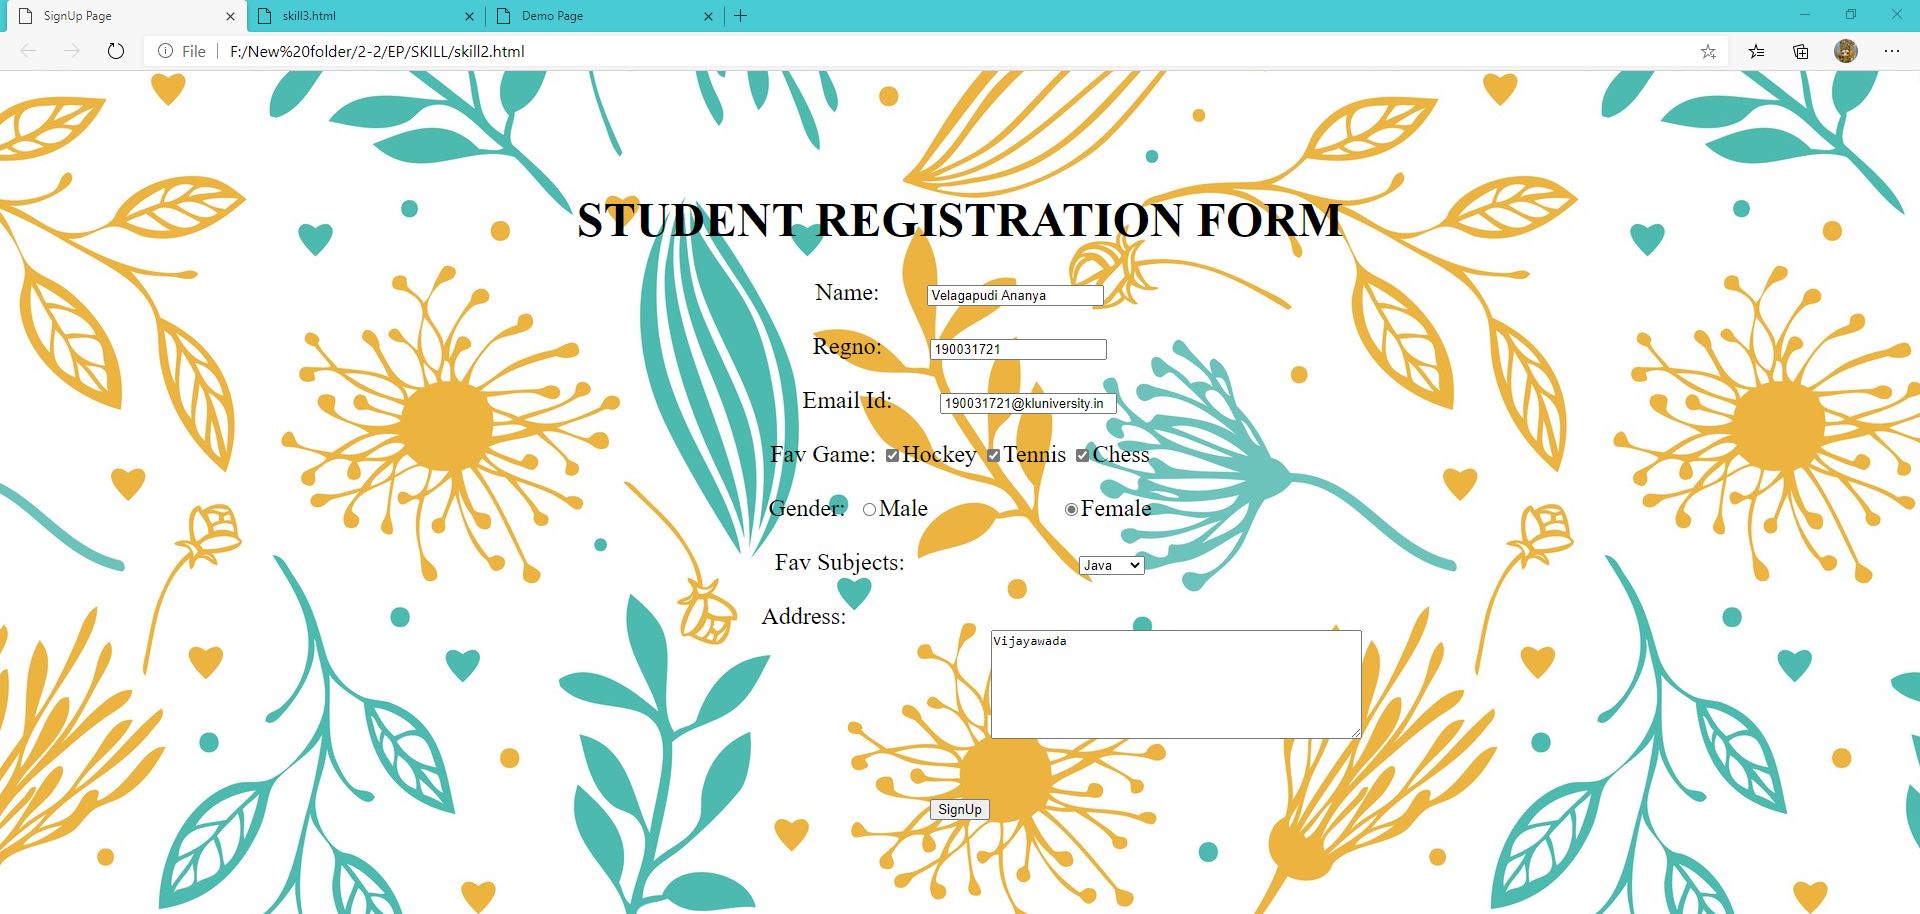 SignUp Page skill3.html Demo Page
File F:/New%20folder/2-2/EP/SKILL/skill2.html
STUDENT REGISTRATION FORM
Name: Velagapudi Ananya
Regno: 190031721
Email Id: 190031721@kluniversity.in
Fav Game: Hockey Tennis Chess
Gender: Male Female
Fav Subjects: Java
Address:
Vijayawada
SignUp